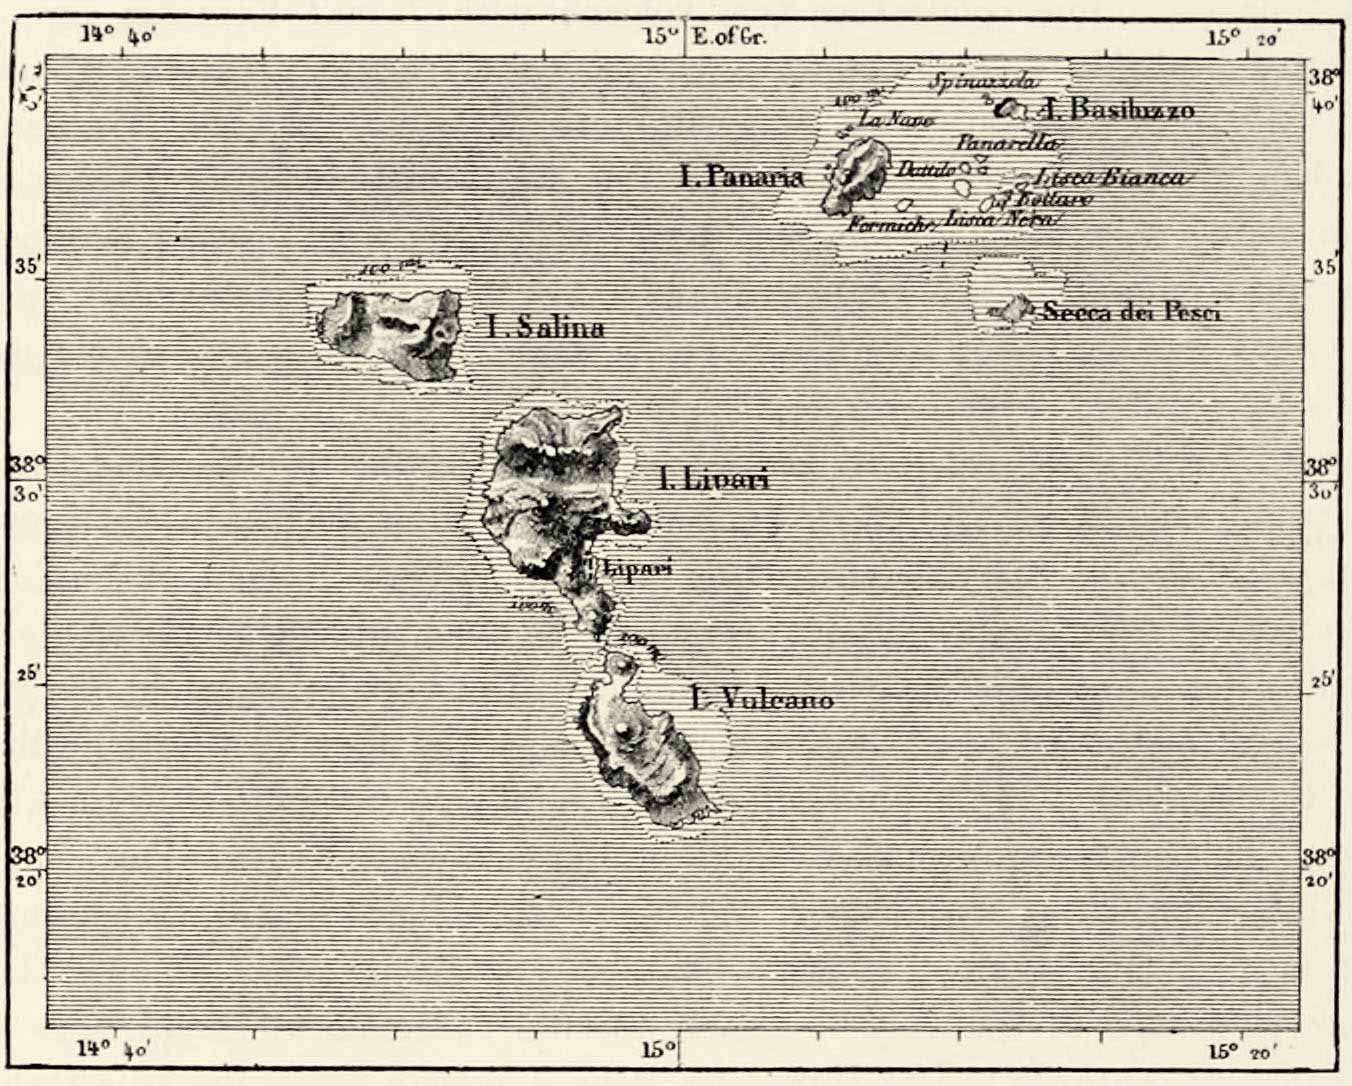 14° 40' 15° E. of Gr. 15° 20'
38° 40'
Spinazzola
100 m.
I. Basiluzzo
La Nave
Panarella
I. Panaria
Dattilo
Lisca Bianca
Bottaro
Formiche
Lisca Nera
35' 35'
100 m.
Secca dei Pesci
I. Salina
38° 30' 38° 30'
I. Lipari
Lipari
100 m.
100 m.
25' 25'
I. Vulcano
38° 20' 38° 20'
14° 40' 15° 15° 20'